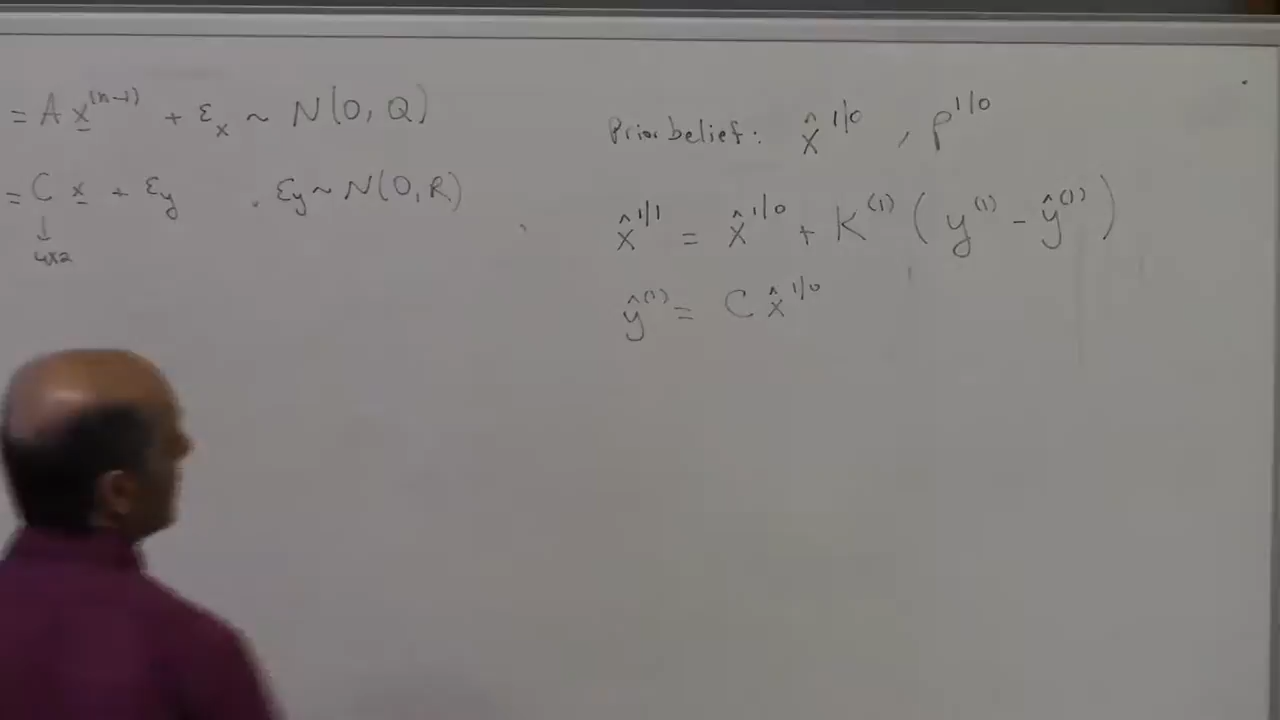 = A x̲^(n-1) + ε_x ~ N(0, Q)
= C x̲ + ε_y . ε_y ~ N(0, R)
↓
4x2
Prior belief: x̂^1/0 , P^1/0
x̂^1/1 = x̂^1/0 + K^(1) ( y^(1) - ŷ^(1) )
ŷ^(1) = C x̂^1/0